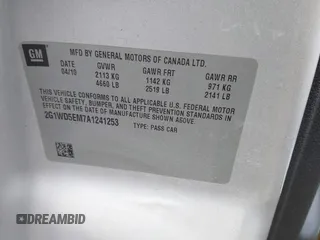 GM
MFD BY GENERAL MOTORS OF CANADA LTD.
DATE GVWR GAWR FRT GAWR RR
04/10 2113 KG 1142 KG 971 KG
4660 LB 2519 LB 2141 LB
THIS VEHICLE CONFORMS TO ALL APPLICABLE U.S. FEDERAL MOTOR
VEHICLE SAFETY, BUMPER, AND THEFT PREVENTION STANDARDS
IN EFFECT ON THE DATE OF MANUFACTURE SHOWN ABOVE.
2G1WD5EM7A1241253
TYPE: PASS CAR
DREAMBID